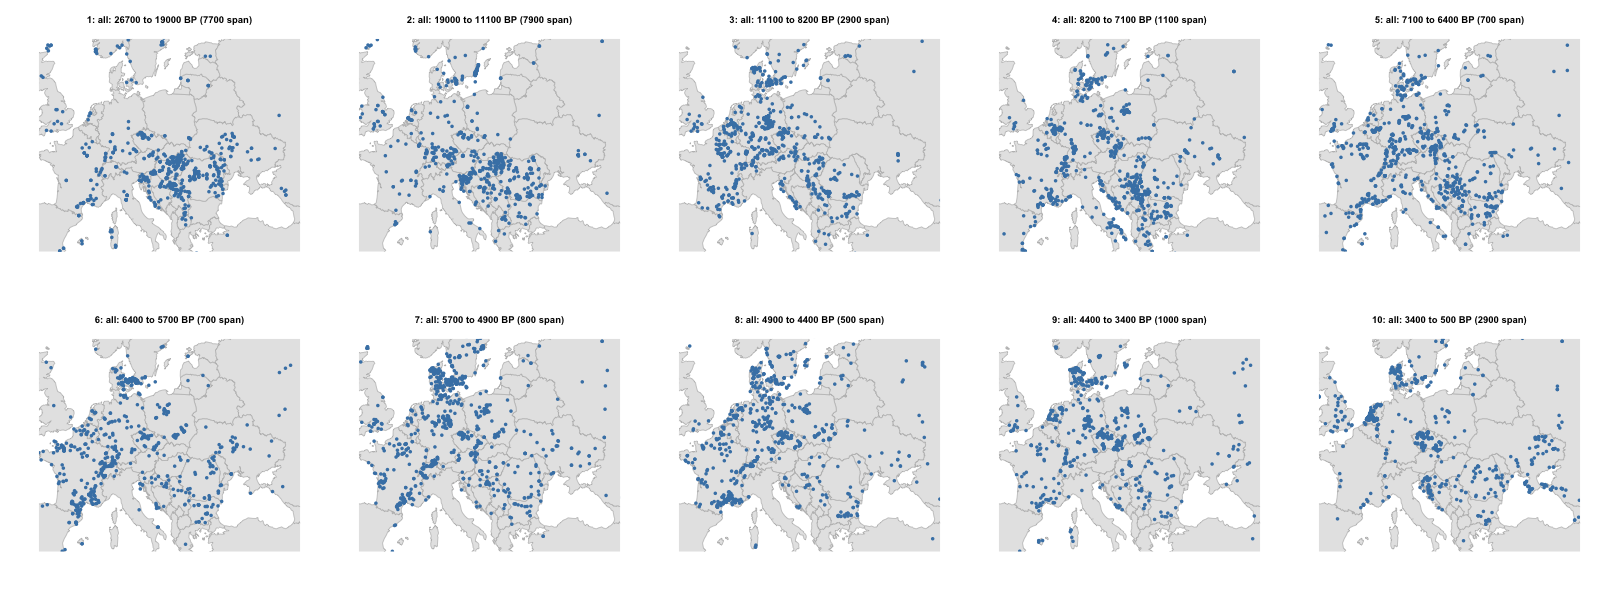 1: all: 26700 to 19000 BP (7700 span)
2: all: 19000 to 11100 BP (7900 span)
3: all: 11100 to 8200 BP (2900 span)
4: all: 8200 to 7100 BP (1100 span)
5: all: 7100 to 6400 BP (700 span)
6: all: 6400 to 5700 BP (700 span)
7: all: 5700 to 4900 BP (800 span)
8: all: 4900 to 4400 BP (500 span)
9: all: 4400 to 3400 BP (1000 span)
10: all: 3400 to 500 BP (2900 span)